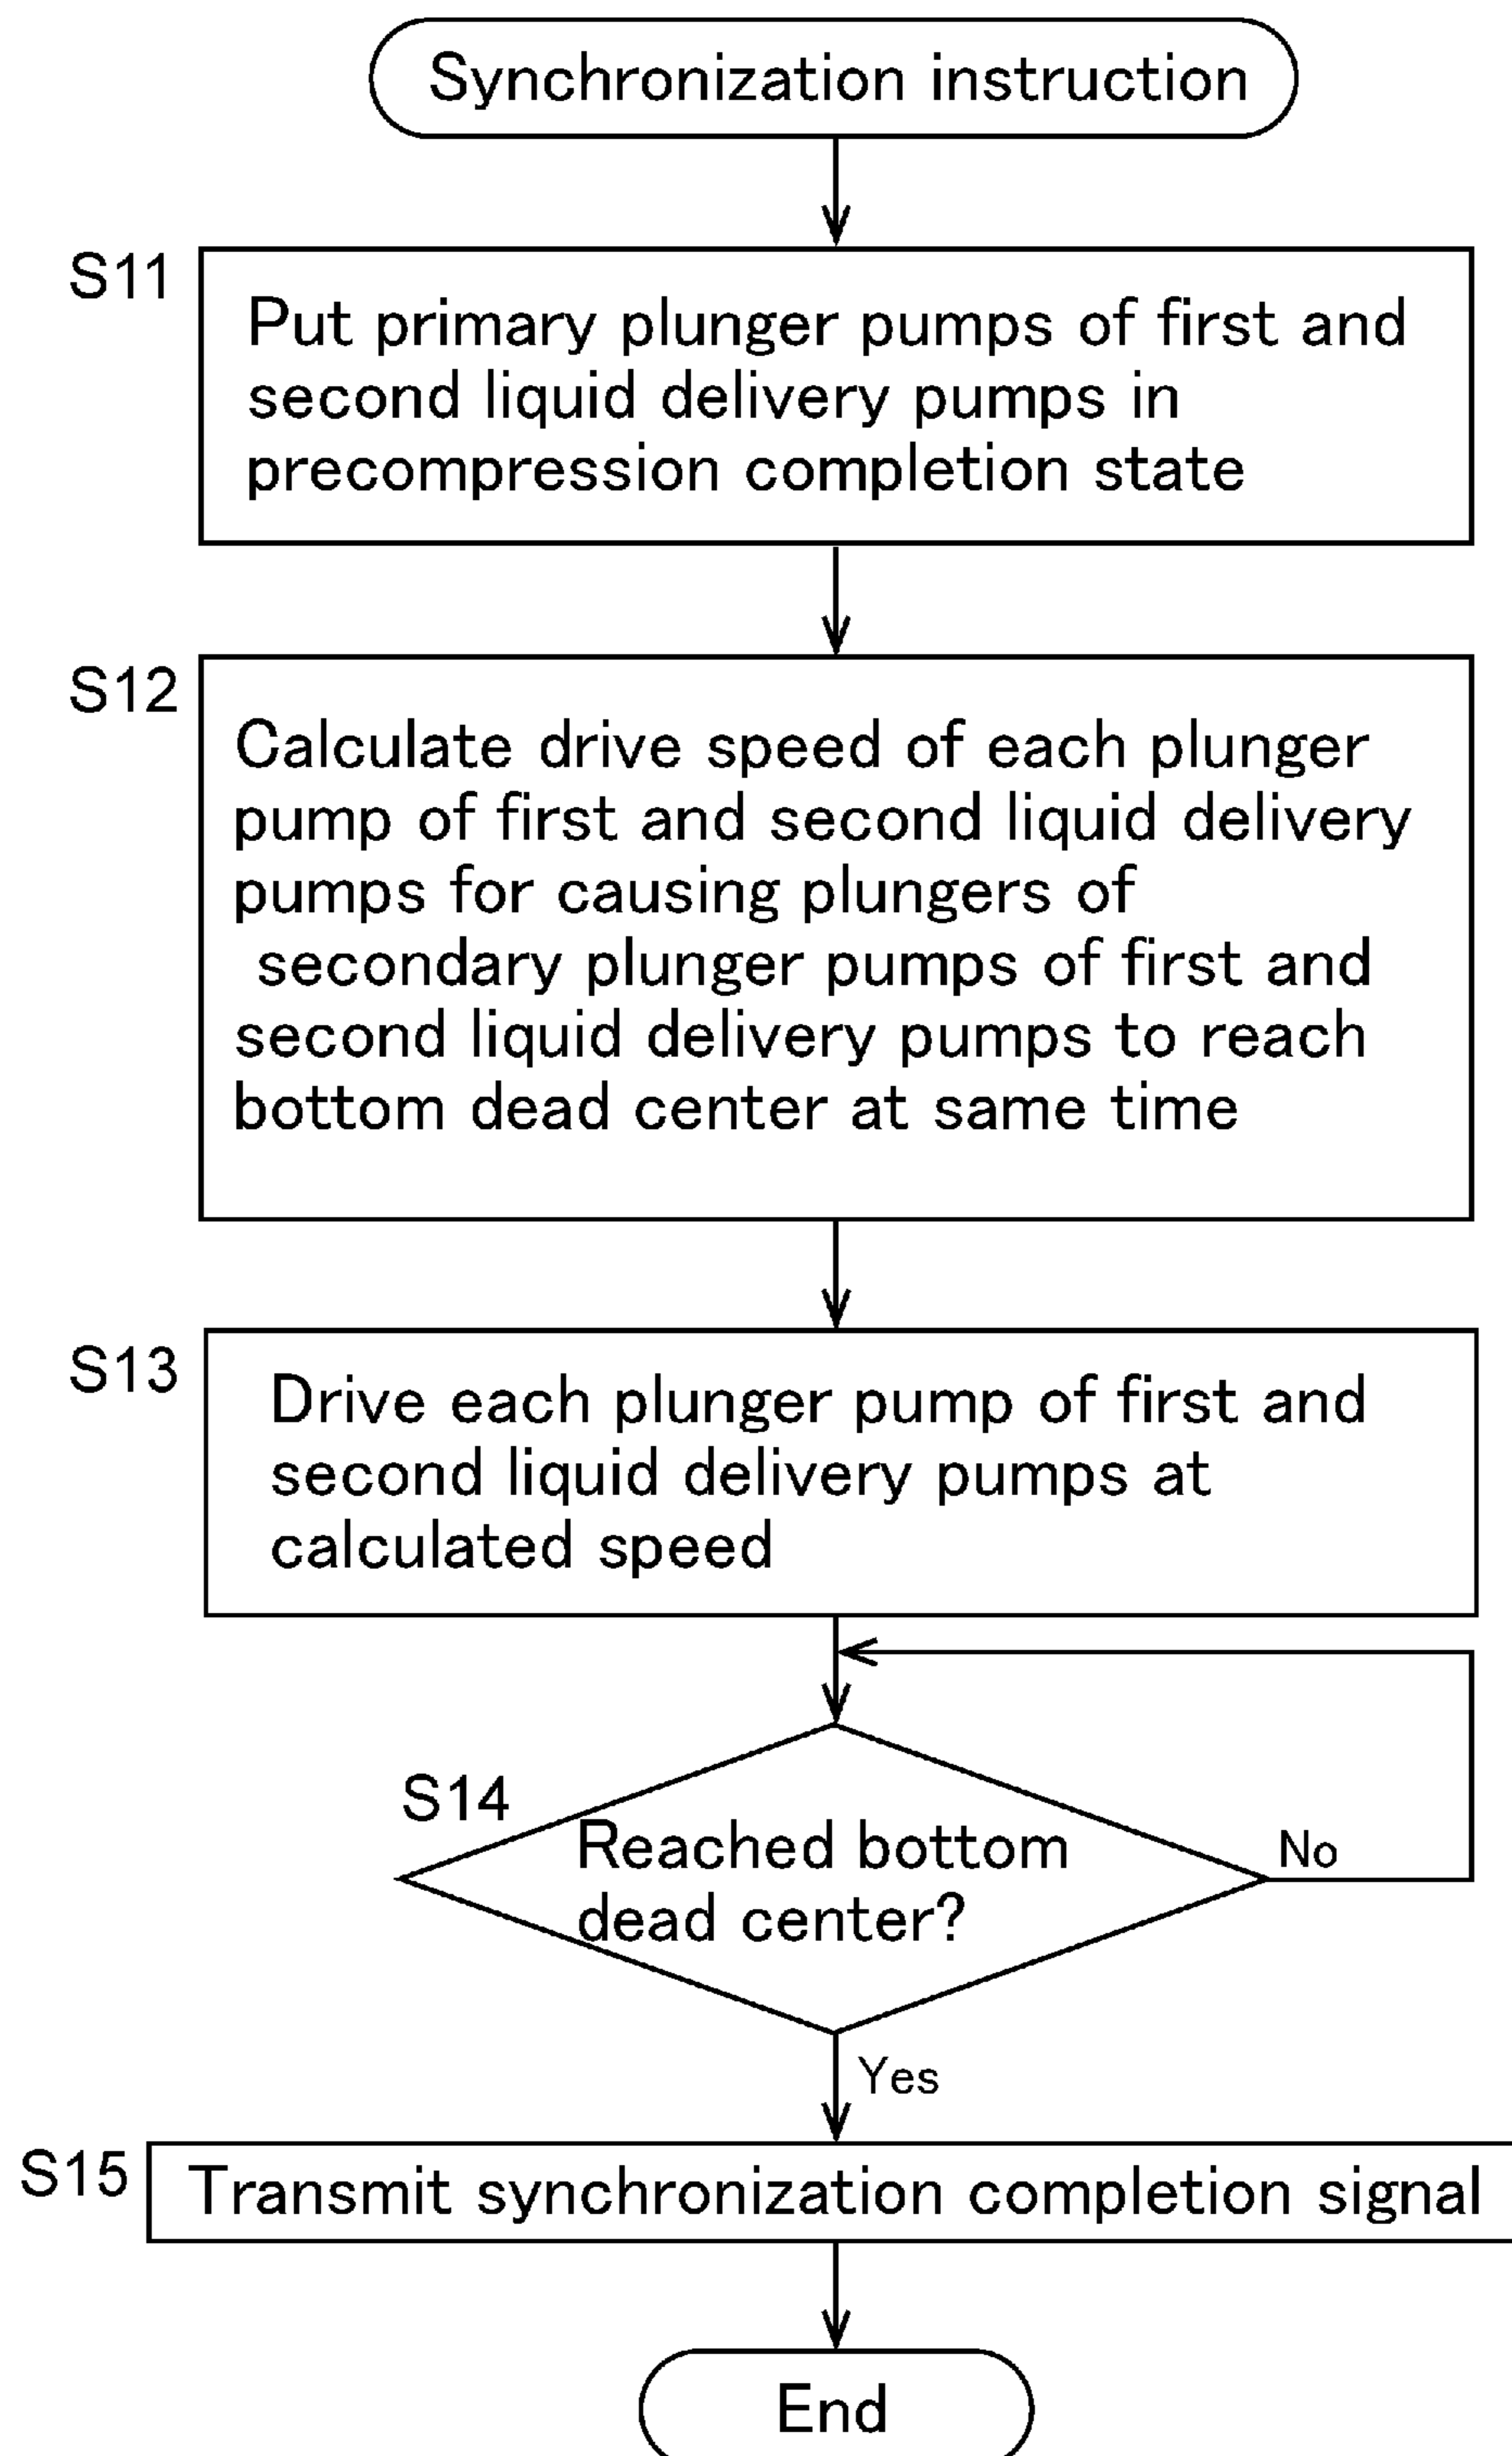 Synchronization instruction
S11
Put primary plunger pumps of first and
second liquid delivery pumps in
precompression completion state
S12
Calculate drive speed of each plunger
pump of first and second liquid delivery
pumps for causing plungers of
secondary plunger pumps of first and
second liquid delivery pumps to reach
bottom dead center at same time
S13
Drive each plunger pump of first and
second liquid delivery pumps at
calculated speed
S14
Reached bottom
dead center?
No
Yes
S15
Transmit synchronization completion signal
End